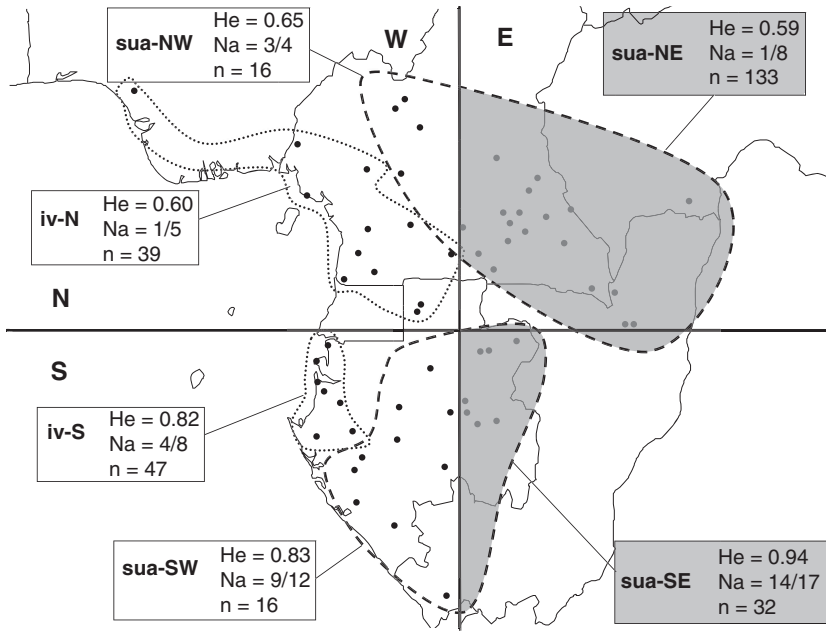 W
E
sua-NW
He = 0.65
Na = 3/4
n = 16
sua-NE
He = 0.59
Na = 1/8
n = 133
iv-N
He = 0.60
Na = 1/5
n = 39
N
S
iv-S
He = 0.82
Na = 4/8
n = 47
sua-SW
He = 0.83
Na = 9/12
n = 16
sua-SE
He = 0.94
Na = 14/17
n = 32